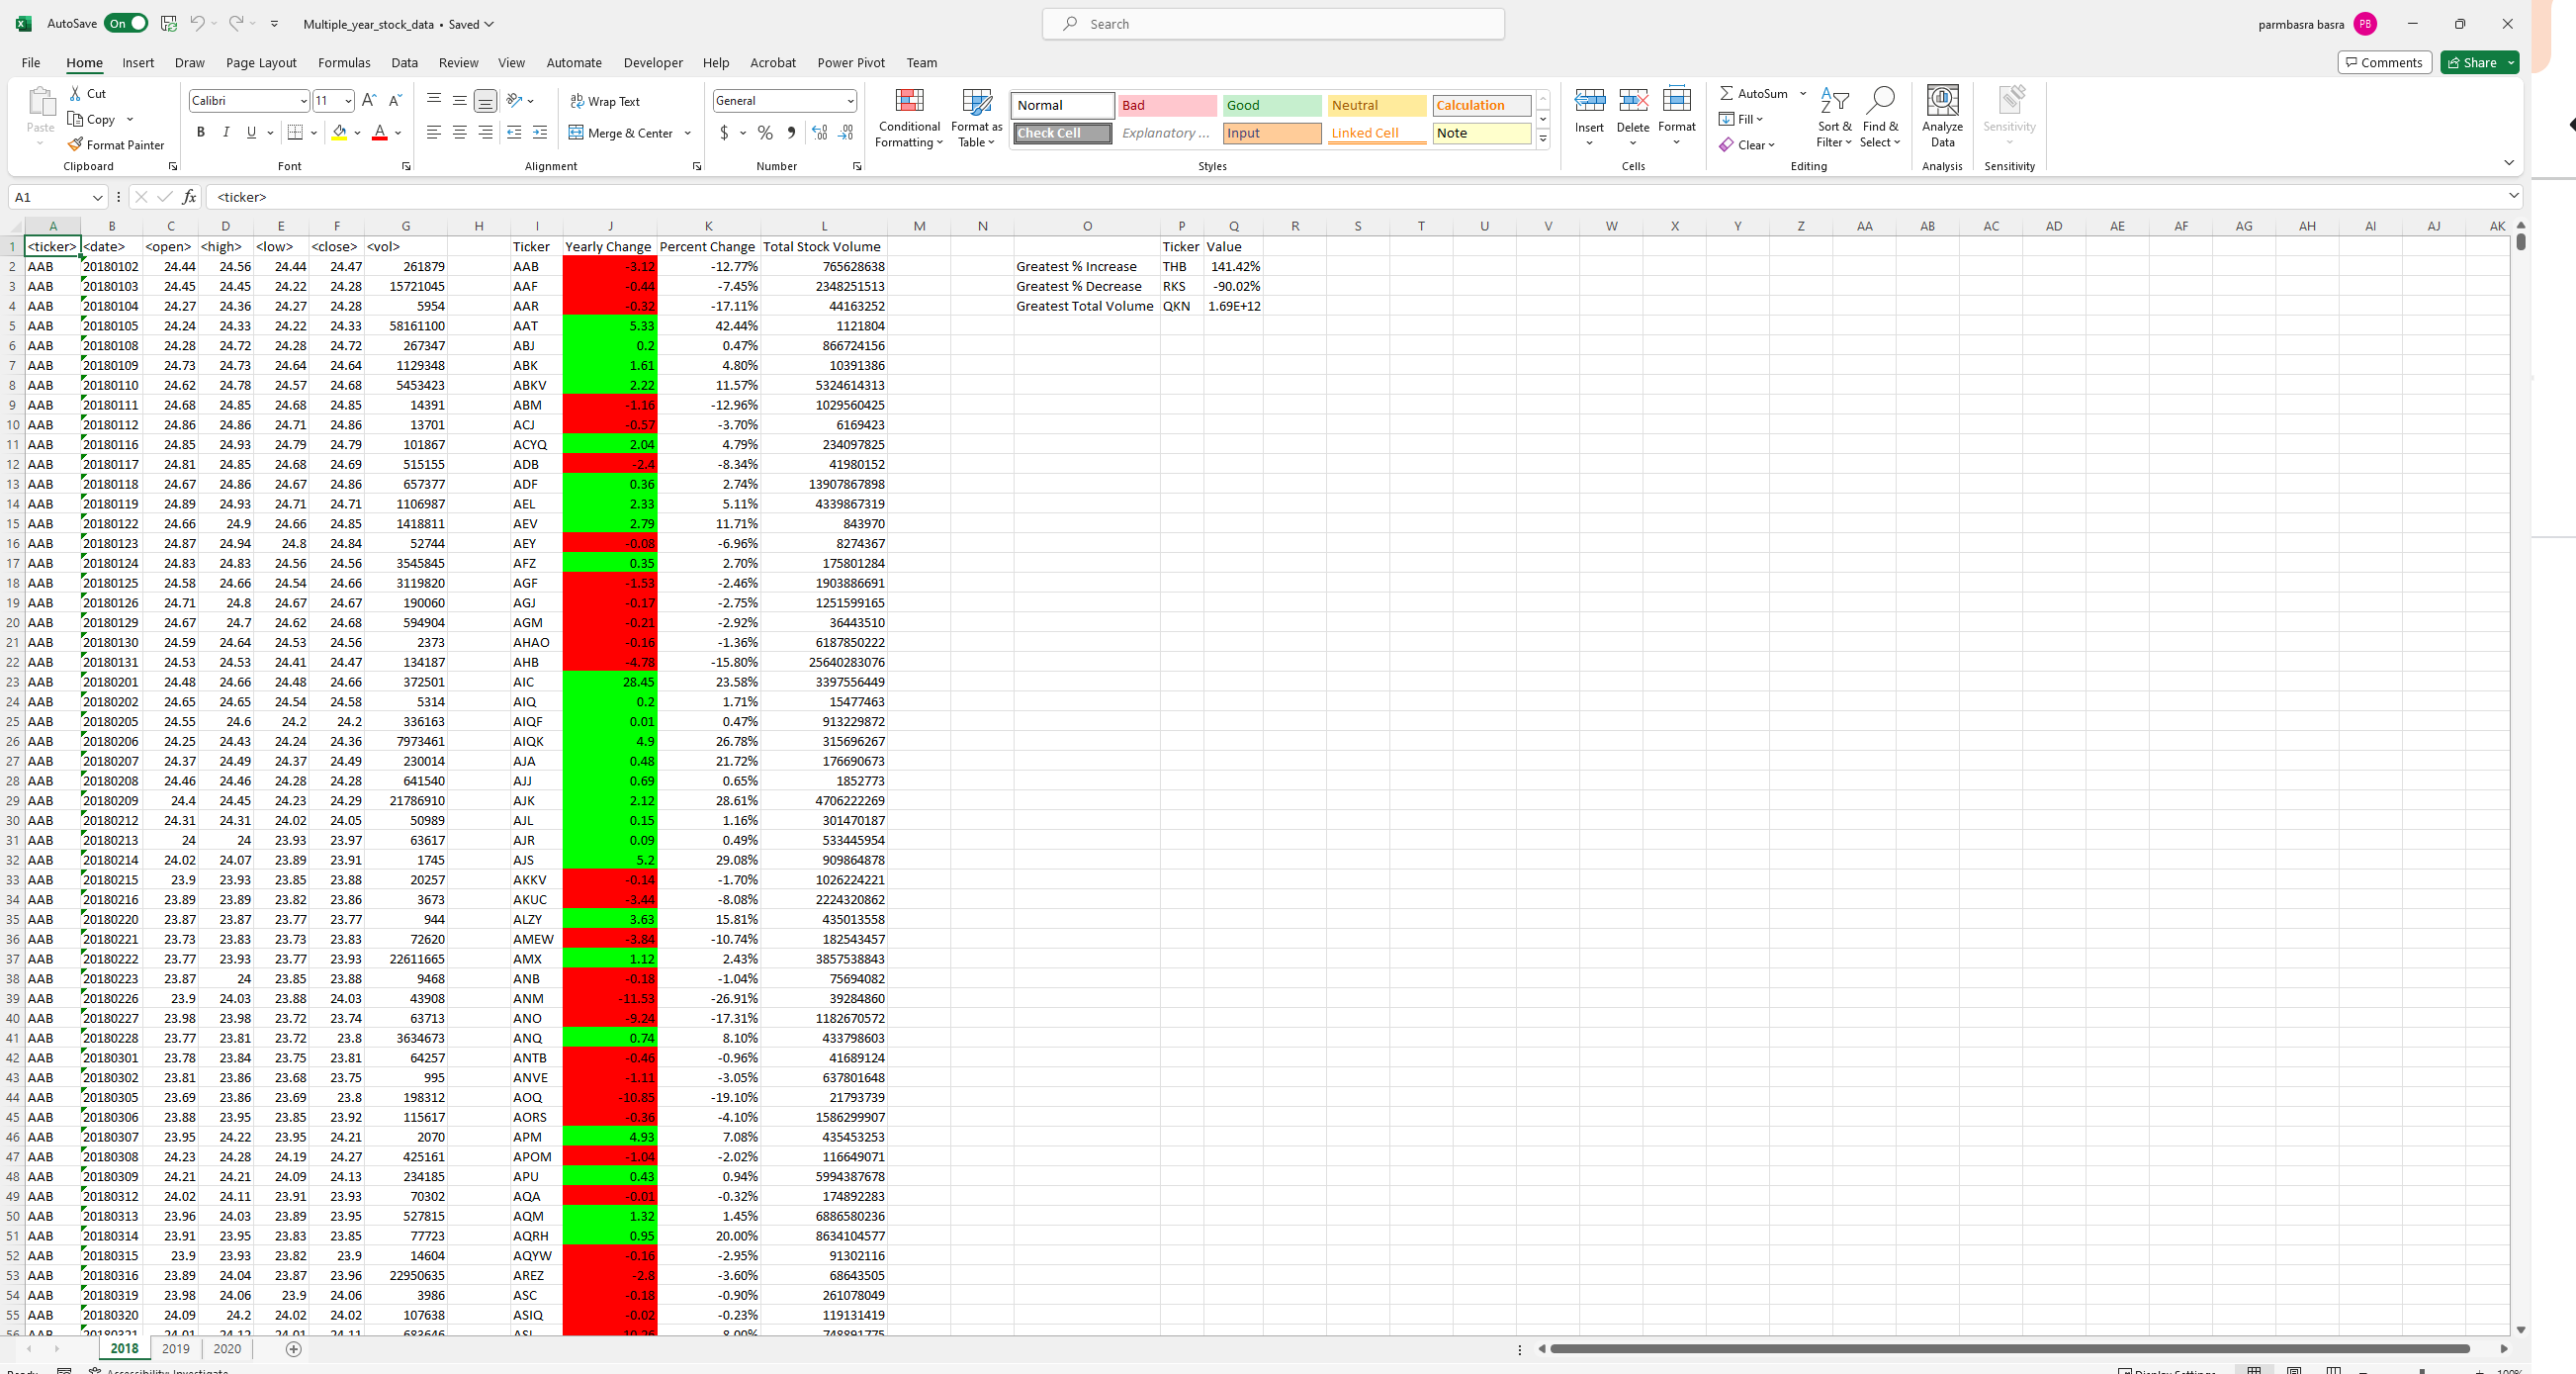 AutoSave On Multiple_year_stock_data • Saved Search parmbasra basra PB
File Home Insert Draw Page Layout Formulas Data Review View Automate Developer Help Acrobat Power Pivot Team Comments Share
Paste Cut Copy Format Painter Clipboard
Calibri 11 B I U Font
Wrap Text Merge & Center Alignment
General $ % Number
Conditional Formatting Format as Table
Normal Bad Good Neutral Calculation
Check Cell Explanatory ... Input Linked Cell Note
Styles
Insert Delete Format Cells
AutoSum Fill Clear Sort & Filter Find & Select Editing
Analyze Data Analysis
Sensitivity Sensitivity
A1 fx <ticker>
A B C D E F G H I J K L M N O P Q R S T U V W X Y Z AA AB AC AD AE AF AG AH AI AJ AK
1 <ticker> <date> <open> <high> <low> <close> <vol> Ticker Yearly Change Percent Change Total Stock Volume Ticker Value
2 AAB 20180102 24.44 24.56 24.44 24.47 261879 AAB -3.12 -12.77% 765628638 Greatest % Increase THB 141.42%
3 AAB 20180103 24.45 24.45 24.22 24.28 15721045 AAF -0.44 -7.45% 2348251513 Greatest % Decrease RKS -90.02%
4 AAB 20180104 24.27 24.36 24.27 24.28 5954 AAR -0.32 -17.11% 44163252 Greatest Total Volume QKN 1.69E+12
5 AAB 20180105 24.24 24.33 24.22 24.33 58161100 AAT 5.33 42.44% 1121804
6 AAB 20180108 24.28 24.72 24.28 24.72 267347 ABJ 0.2 0.47% 866724156
7 AAB 20180109 24.73 24.73 24.64 24.64 1129348 ABK 1.61 4.80% 10391386
8 AAB 20180110 24.62 24.78 24.57 24.68 5453423 ABKV 2.22 11.57% 5324614313
9 AAB 20180111 24.68 24.85 24.68 24.85 14391 ABM -1.16 -12.96% 1029560425
10 AAB 20180112 24.86 24.86 24.71 24.86 13701 ACJ -0.57 -3.70% 6169423
11 AAB 20180116 24.85 24.93 24.79 24.79 101867 ACYQ 2.04 4.79% 234097825
12 AAB 20180117 24.81 24.85 24.68 24.69 515155 ADB -2.4 -8.34% 41980152
13 AAB 20180118 24.67 24.86 24.67 24.86 657377 ADF 0.36 2.74% 13907867898
14 AAB 20180119 24.89 24.93 24.71 24.71 1106987 AEL 2.33 5.11% 4339867319
15 AAB 20180122 24.66 24.9 24.66 24.85 1418811 AEV 2.79 11.71% 843970
16 AAB 20180123 24.87 24.94 24.8 24.84 52744 AEY -0.08 -6.96% 8274367
17 AAB 20180124 24.83 24.83 24.56 24.56 3545845 AFZ 0.35 2.70% 175801284
18 AAB 20180125 24.58 24.66 24.54 24.66 3119820 AGF -1.53 -2.46% 1903886691
19 AAB 20180126 24.71 24.8 24.67 24.67 190060 AGJ -0.17 -2.75% 1251599165
20 AAB 20180129 24.67 24.7 24.62 24.68 594904 AGM -0.21 -2.92% 36443510
21 AAB 20180130 24.59 24.64 24.53 24.56 2373 AHAO -0.16 -1.36% 6187850222
22 AAB 20180131 24.53 24.53 24.41 24.47 134187 AHB -4.78 -15.80% 25640283076
23 AAB 20180201 24.48 24.66 24.48 24.66 372501 AIC 28.45 23.58% 3397556449
24 AAB 20180202 24.65 24.65 24.54 24.58 5314 AIQ 0.2 1.71% 15477463
25 AAB 20180205 24.55 24.6 24.2 24.2 336163 AIQF 0.01 0.47% 913229872
26 AAB 20180206 24.25 24.43 24.24 24.36 7973461 AIQK 4.9 26.78% 315696267
27 AAB 20180207 24.37 24.49 24.37 24.49 230014 AJA 0.48 21.72% 176690673
28 AAB 20180208 24.46 24.46 24.28 24.28 641540 AJJ 0.69 0.65% 1852773
29 AAB 20180209 24.4 24.45 24.23 24.29 21786910 AJK 2.12 28.61% 4706222269
30 AAB 20180212 24.31 24.31 24.02 24.05 50989 AJL 0.15 1.16% 301470187
31 AAB 20180213 24 24 23.93 23.97 63617 AJR 0.09 0.49% 533445954
32 AAB 20180214 24.02 24.07 23.89 23.91 1745 AJS 5.2 29.08% 909864878
33 AAB 20180215 23.9 23.93 23.85 23.88 20257 AKKV -0.14 -1.70% 1026224221
34 AAB 20180216 23.89 23.89 23.82 23.86 3673 AKUC -3.44 -8.08% 2224320862
35 AAB 20180220 23.87 23.87 23.77 23.77 944 ALZY 3.63 15.81% 435013558
36 AAB 20180221 23.73 23.83 23.73 23.83 72620 AMEW -3.84 -10.74% 182543457
37 AAB 20180222 23.77 23.93 23.77 23.93 22611665 AMX 1.12 2.43% 3857538843
38 AAB 20180223 23.87 24 23.85 23.88 9468 ANB -0.18 -1.04% 75694082
39 AAB 20180226 23.9 24.03 23.88 24.03 43908 ANM -11.53 -26.91% 39284860
40 AAB 20180227 23.98 23.98 23.72 23.74 63713 ANO -9.24 -17.31% 1182670572
41 AAB 20180228 23.77 23.81 23.72 23.8 3634673 ANQ 0.74 8.10% 433798603
42 AAB 20180301 23.78 23.84 23.75 23.81 64257 ANTB -0.46 -0.96% 41689124
43 AAB 20180302 23.81 23.86 23.68 23.75 995 ANVE -1.11 -3.05% 637801648
44 AAB 20180305 23.69 23.86 23.69 23.8 198312 AOQ -10.85 -19.10% 21793739
45 AAB 20180306 23.88 23.95 23.85 23.92 115617 AORS -0.36 -4.10% 1586299907
46 AAB 20180307 23.95 24.22 23.95 24.21 2070 APM 4.93 7.08% 435453253
47 AAB 20180308 24.23 24.28 24.19 24.27 425161 APOM -1.04 -2.02% 116649071
48 AAB 20180309 24.21 24.21 24.09 24.13 234185 APU 0.43 0.94% 5994387678
49 AAB 20180312 24.02 24.11 23.91 23.93 70302 AQA -0.01 -0.32% 174892283
50 AAB 20180313 23.96 24.03 23.89 23.95 527815 AQM 1.32 1.45% 6886580236
51 AAB 20180314 23.91 23.95 23.83 23.85 77723 AQRH 0.95 20.00% 8634104577
52 AAB 20180315 23.9 23.93 23.82 23.9 14604 AQYW -0.16 -2.95% 91302116
53 AAB 20180316 23.89 24.04 23.87 23.96 22950635 AREZ -2.8 -3.60% 68643505
54 AAB 20180319 23.98 24.06 23.9 24.06 3986 ASC -0.18 -0.90% 261078049
55 AAB 20180320 24.09 24.2 24.02 24.02 107638 ASIQ -0.02 -0.23% 119131419
56 AAB 20180321 24.01 24.12 24.01 24.11
2018 2019 2020
Ready Accessibility: Investigate Display Settings 100%